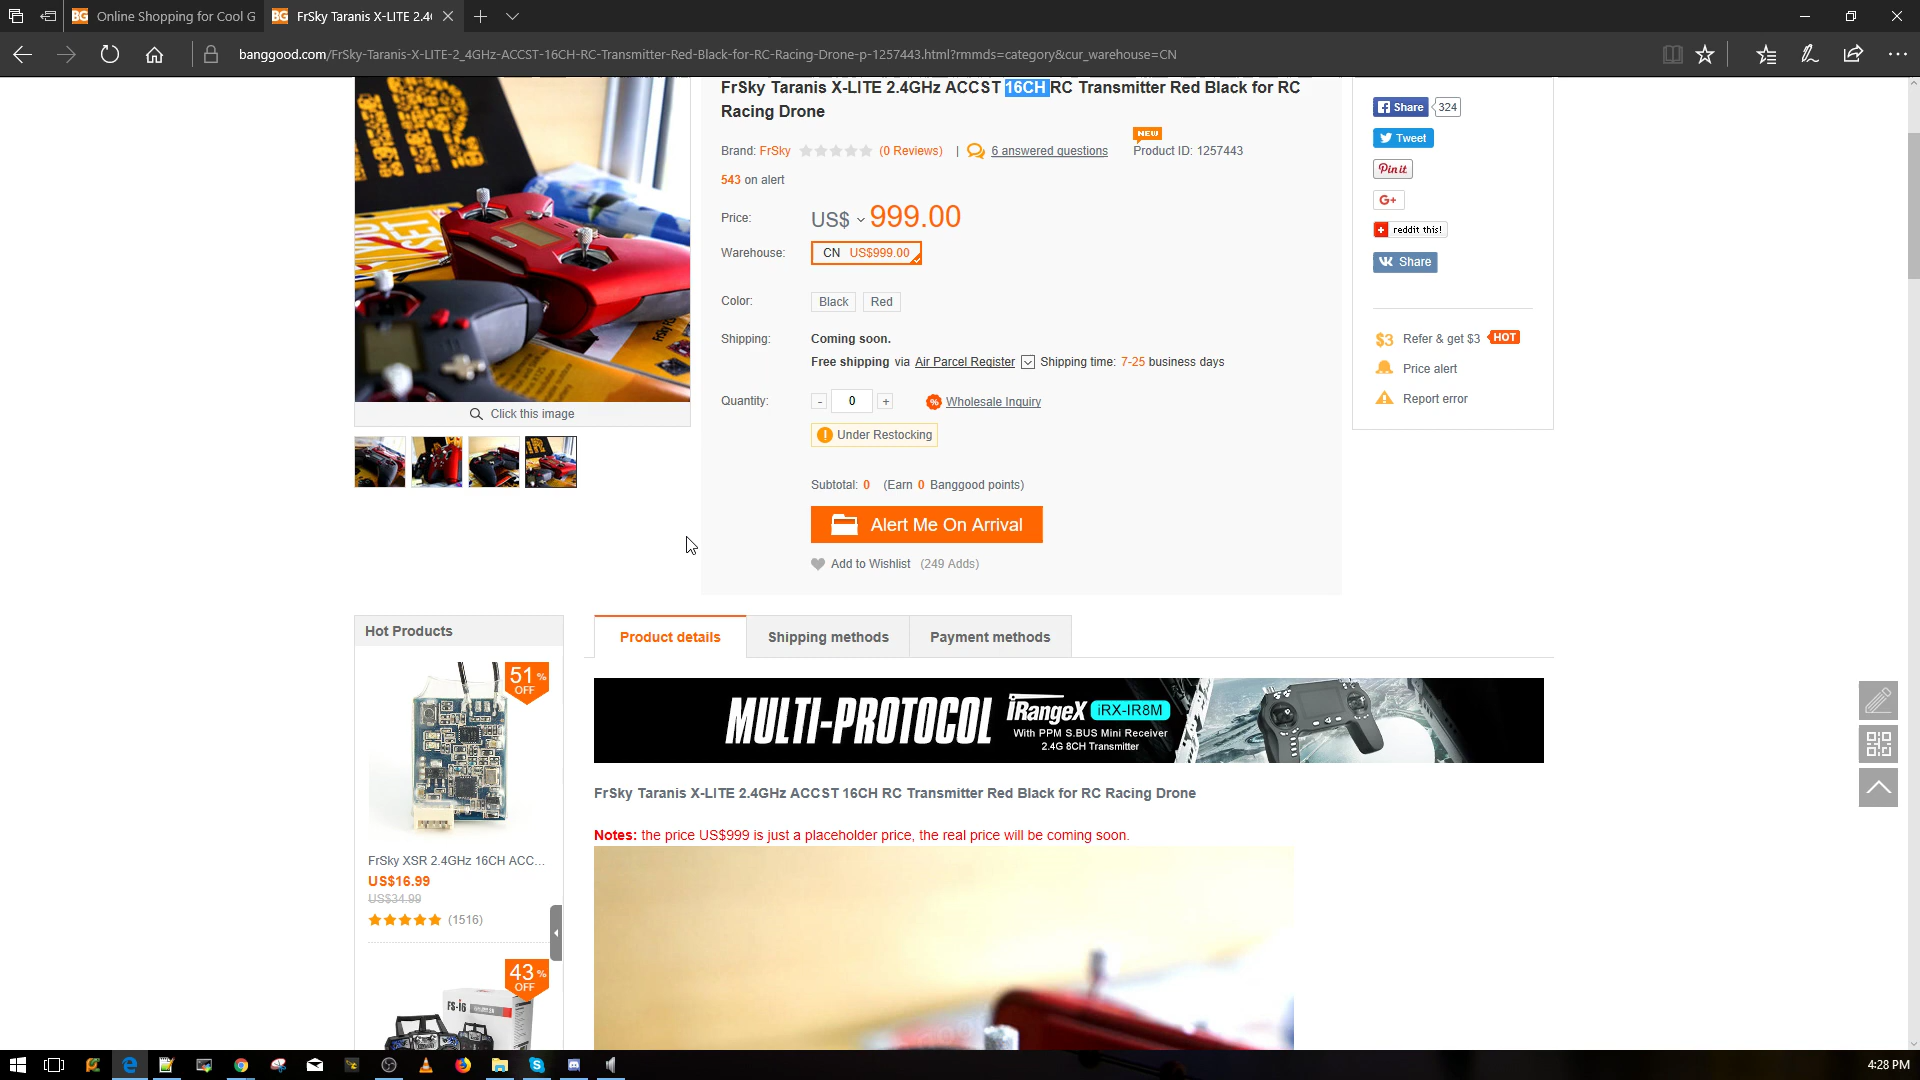 Online Shopping for Cool G
FrSky Taranis X-LITE 2.4
banggood.com/FrSky-Taranis-X-LITE-2_4GHz-ACCST-16CH-RC-Transmitter-Red-Black-for-RC-Racing-Drone-p-1257443.html?rmmds=category&cur_warehouse=CN
FrSky Taranis X-LITE 2.4GHz ACCST 16CH RC Transmitter Red Black for RC
Racing Drone
NEW
Brand: FrSky (0 Reviews) | 6 answered questions Product ID: 1257443
543 on alert
Price: US$ 999.00
Warehouse: CN US$999.00
Color: Black Red
Shipping: Coming soon.
Free shipping via Air Parcel Register Shipping time: 7-25 business days
Quantity: - 0 + Wholesale Inquiry
Under Restocking
Subtotal: 0 (Earn 0 Banggood points)
Alert Me On Arrival
Add to Wishlist (249 Adds)
Click this image
Share 324
Tweet
Pin it
G+
reddit this!
Share
$3 Refer & get $3 HOT
Price alert
Report error
Hot Products
51% OFF
FrSky XSR 2.4GHz 16CH ACC...
US$16.99
US$34.99
(1516)
43% OFF
FS-i6
Product details Shipping methods Payment methods
MULTI-PROTOCOL iRangeX iRX-IR8M
With PPM S.BUS Mini Receiver
2.4G 8CH Transmitter
FrSky Taranis X-LITE 2.4GHz ACCST 16CH RC Transmitter Red Black for RC Racing Drone
Notes: the price US$999 is just a placeholder price, the real price will be coming soon.
4:28 PM